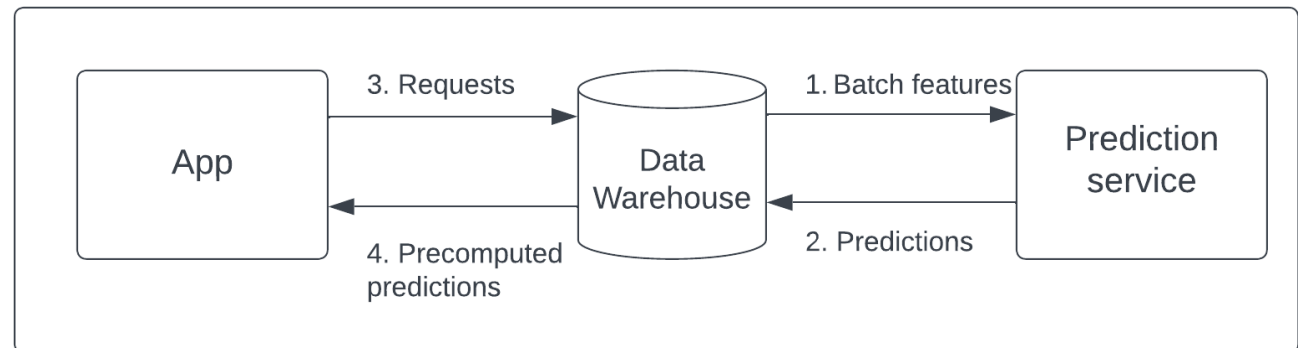 3. Requests
1. Batch features
App
Data
Warehouse
Prediction
service
4. Precomputed
predictions
2. Predictions